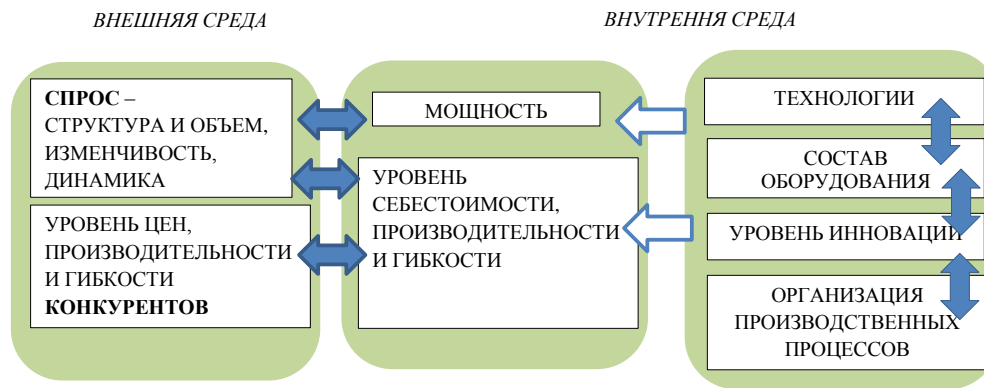 ВНЕШНЯЯ СРЕДА
ВНУТРЕННЯ СРЕДА
СПРОС –
СТРУКТУРА И ОБЪЕМ,
ИЗМЕНЧИВОСТЬ,
ДИНАМИКА
УРОВЕНЬ ЦЕН,
ПРОИЗВОДИТЕЛЬНОСТИ
И ГИБКОСТИ
КОНКУРЕНТОВ
МОЩНОСТЬ
УРОВЕНЬ
СЕБЕСТОИМОСТИ,
ПРОИЗВОДИТЕЛЬНОСТИ
И ГИБКОСТИ
ТЕХНОЛОГИИ
СОСТАВ
ОБОРУДОВАНИЯ
УРОВЕНЬ ИННОВАЦИЙ
ОРГАНИЗАЦИЯ
ПРОИЗВОДСТВЕННЫХ
ПРОЦЕССОВ